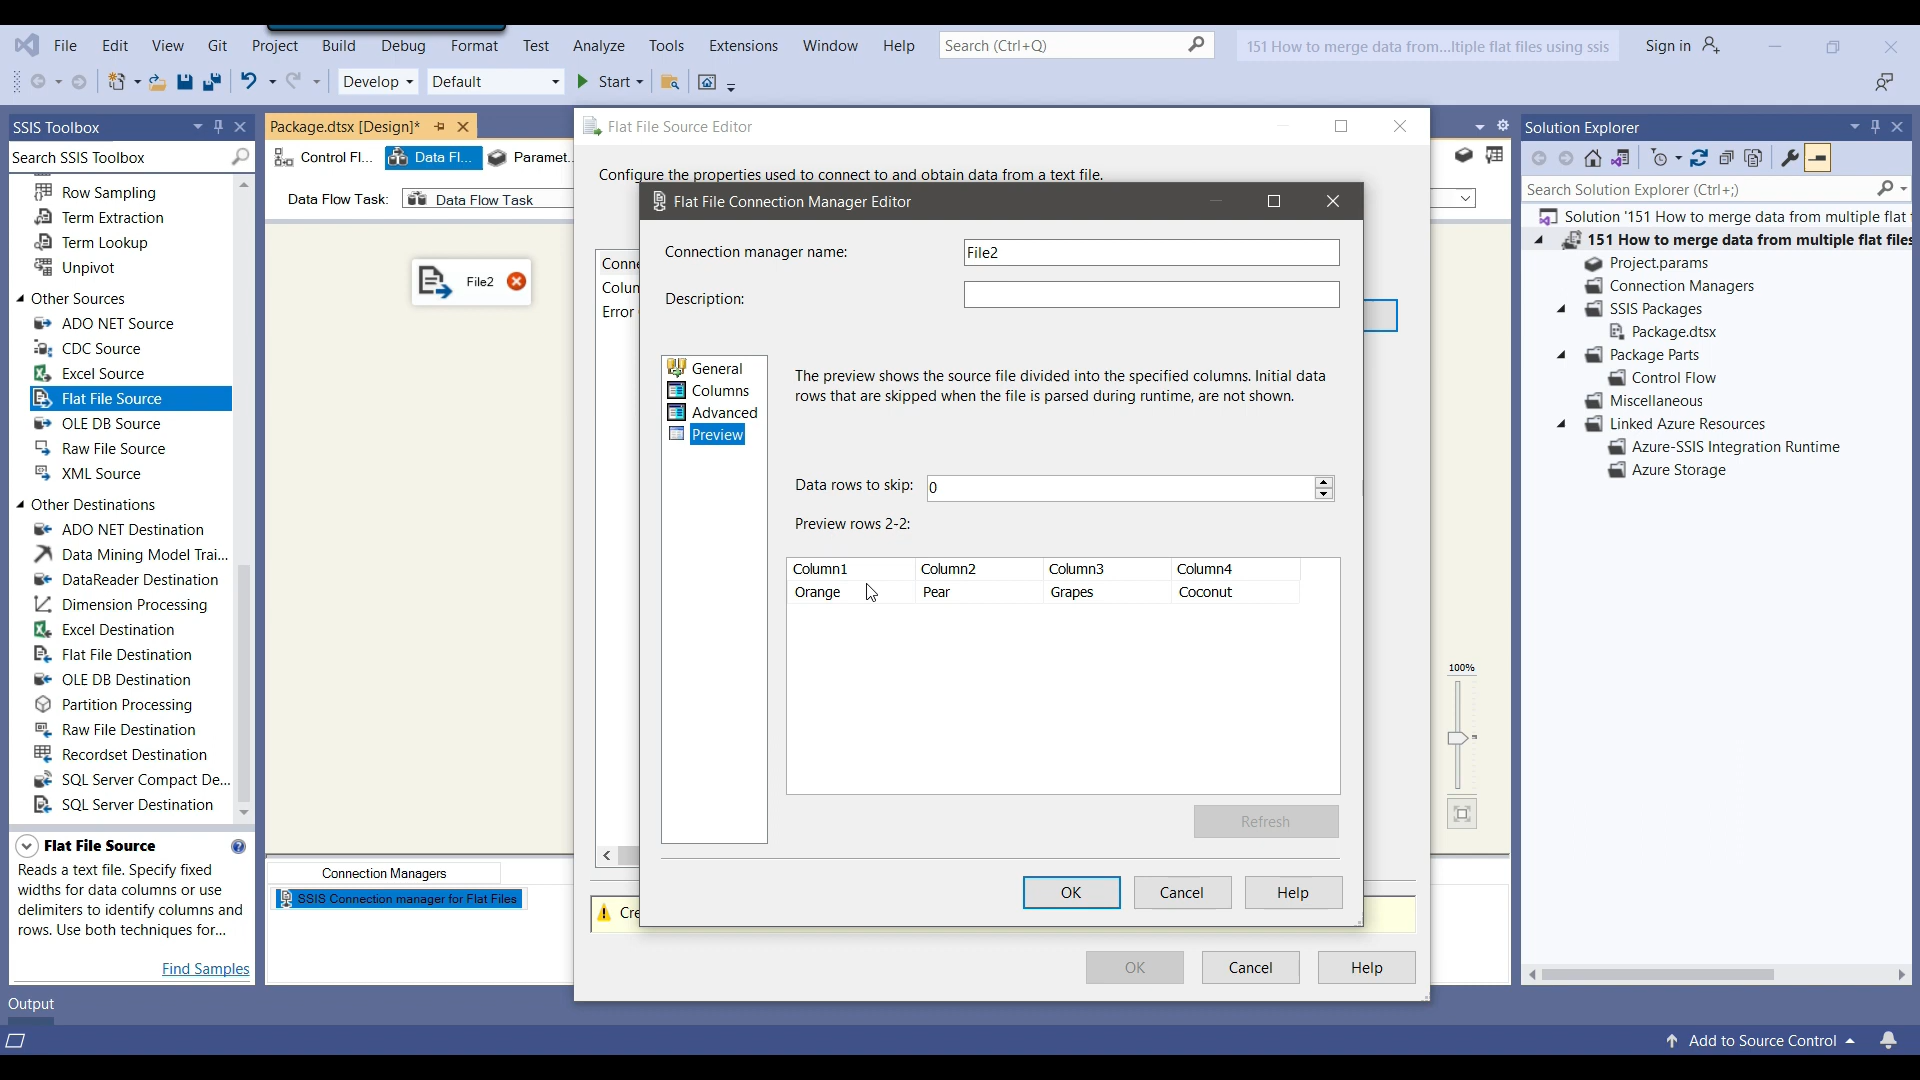 File Edit View Git Project Build Debug Format Test Analyze Tools Extensions Window Help Search (Ctrl+Q) 151 How to merge data from...ltiple flat files using ssis Sign in
Develop Default Start
SSIS Toolbox
Search SSIS Toolbox
Row Sampling
Term Extraction
Term Lookup
Unpivot
Other Sources
ADO NET Source
CDC Source
Excel Source
Flat File Source
OLE DB Source
Raw File Source
XML Source
Other Destinations
ADO NET Destination
Data Mining Model Trai...
DataReader Destination
Dimension Processing
Excel Destination
Flat File Destination
OLE DB Destination
Partition Processing
Raw File Destination
Recordset Destination
SQL Server Compact De...
SQL Server Destination
Flat File Source
Reads a text file. Specify fixed
widths for data columns or use
delimiters to identify columns and
rows. Use both techniques for...
Find Samples
Output
Package.dtsx [Design]*
Control Fl... Data Fl... Paramet...
Data Flow Task: Data Flow Task
File2
Connection Managers
SSIS Connection manager for Flat Files
Flat File Source Editor
Configure the properties used to connect to and obtain data from a text file.
Conne
Colun
Error
Cre
OK Cancel Help
Flat File Connection Manager Editor
Connection manager name: File2
Description:
General
Columns
Advanced
Preview
The preview shows the source file divided into the specified columns. Initial data
rows that are skipped when the file is parsed during runtime, are not shown.
Data rows to skip: 0
Preview rows 2-2:
Column1 Column2 Column3 Column4
Orange Pear Grapes Coconut
Refresh
OK Cancel Help
100%
Solution Explorer
Search Solution Explorer (Ctrl+;)
Solution '151 How to merge data from multiple flat
151 How to merge data from multiple flat files
Project.params
Connection Managers
SSIS Packages
Package.dtsx
Package Parts
Control Flow
Miscellaneous
Linked Azure Resources
Azure-SSIS Integration Runtime
Azure Storage
Add to Source Control